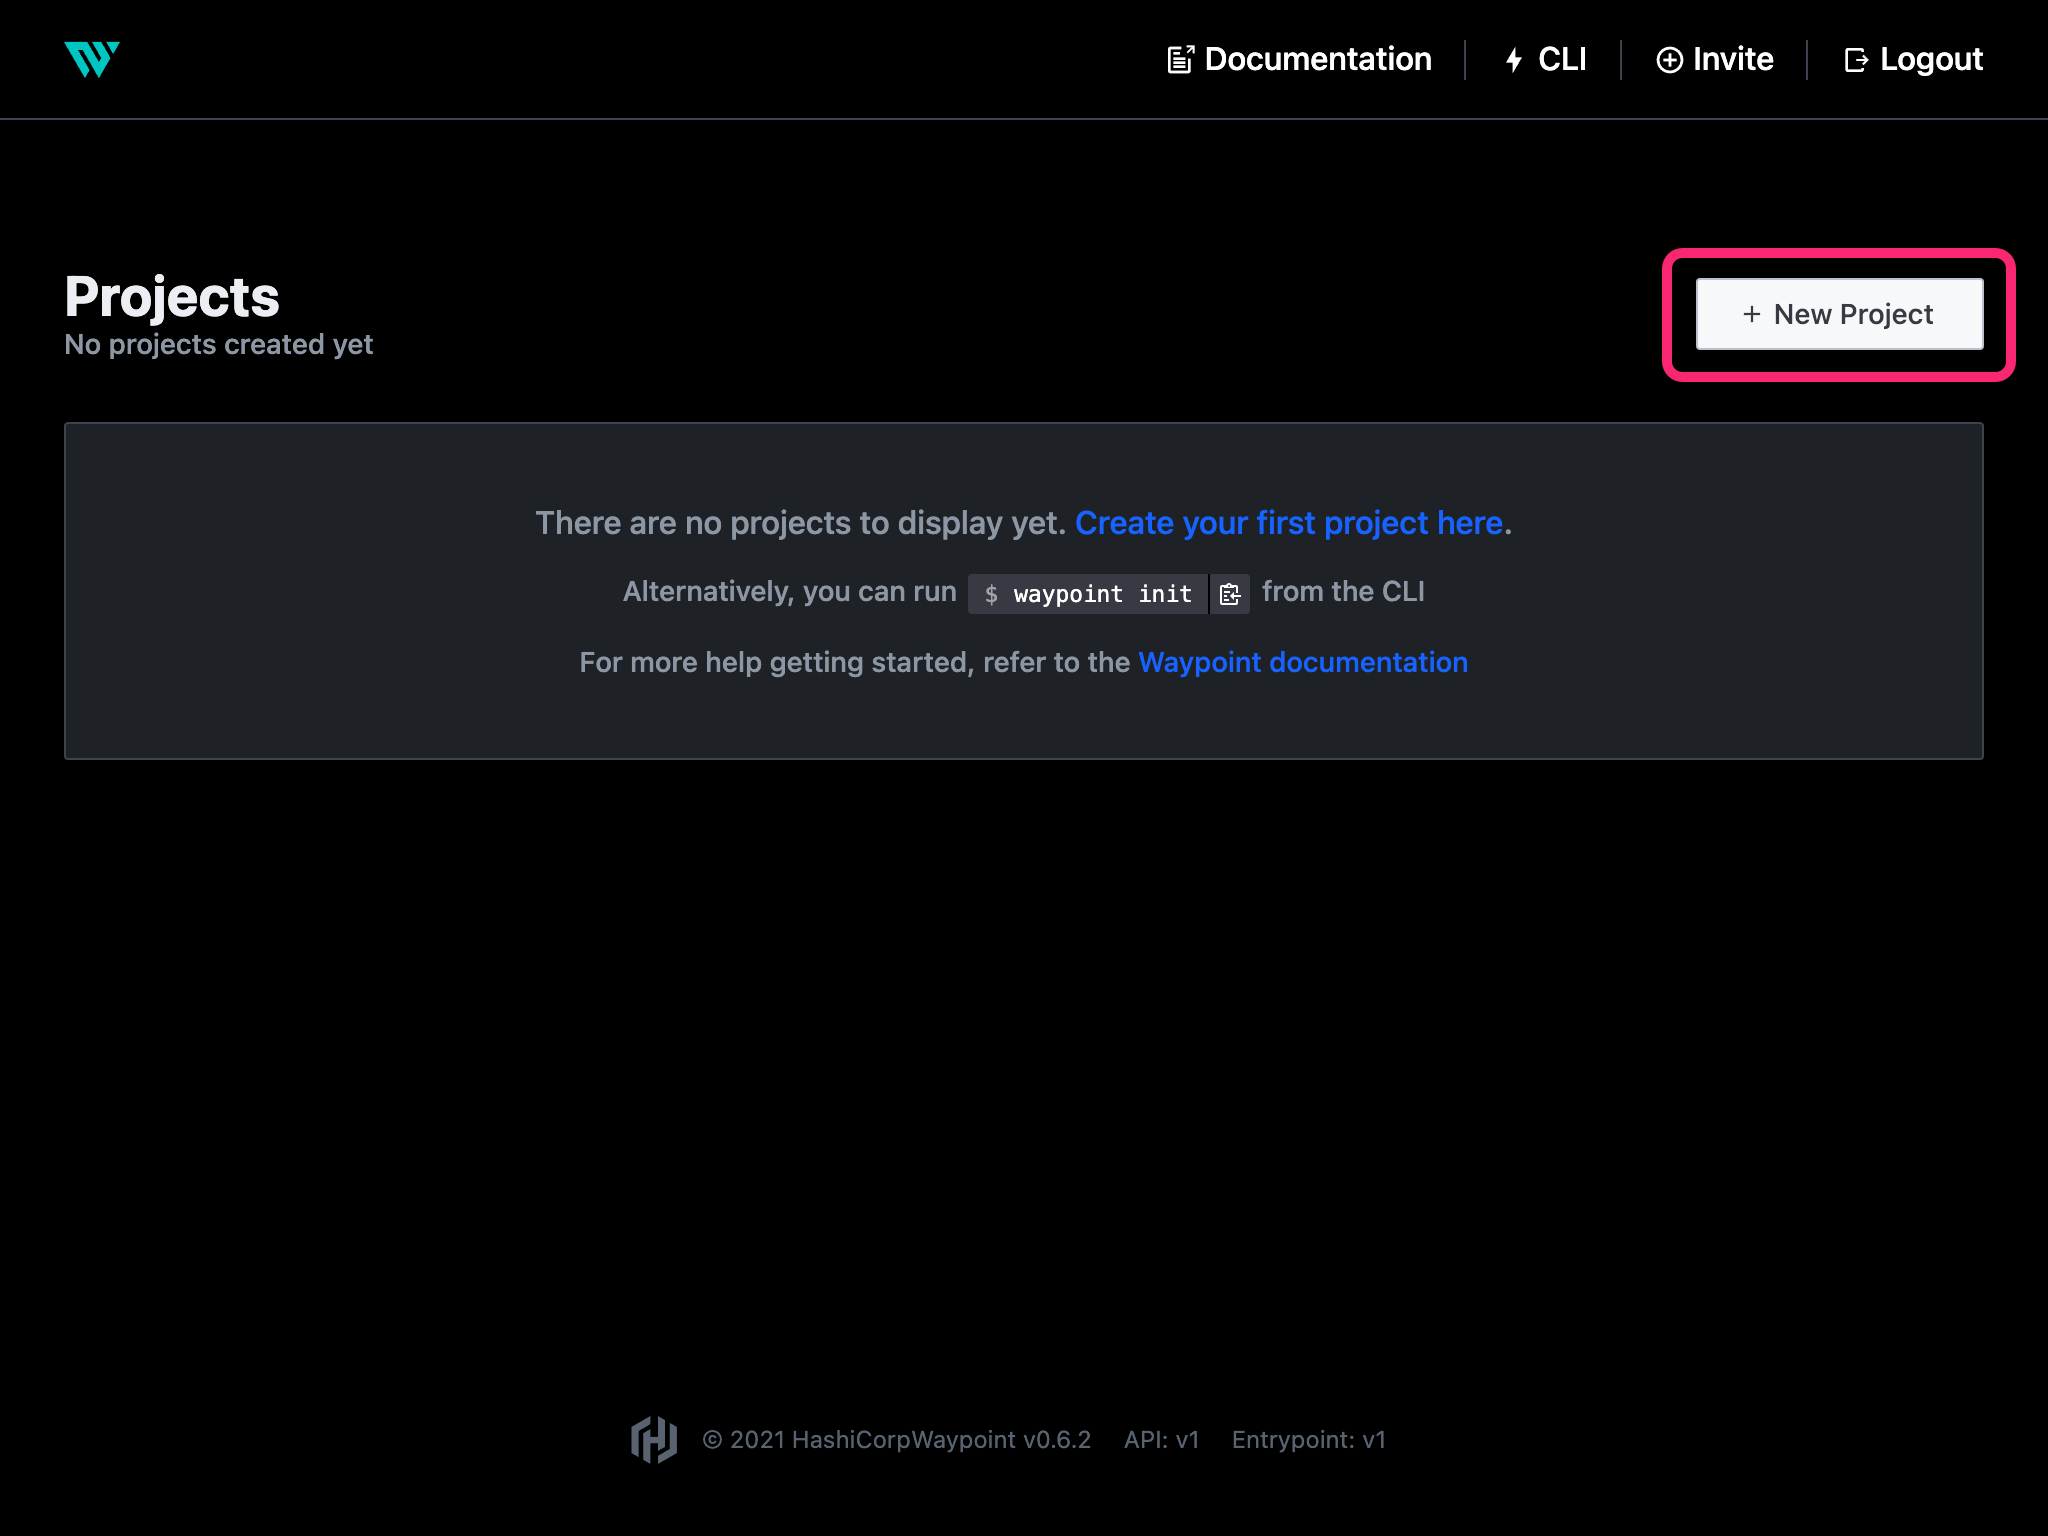 Documentation
CLI
Invite
Logout
Projects
No projects created yet
+ New Project
There are no projects to display yet. Create your first project here.
Alternatively, you can run $ waypoint init from the CLI
For more help getting started, refer to the Waypoint documentation
© 2021 HashiCorpWaypoint v0.6.2 API: v1 Entrypoint: v1